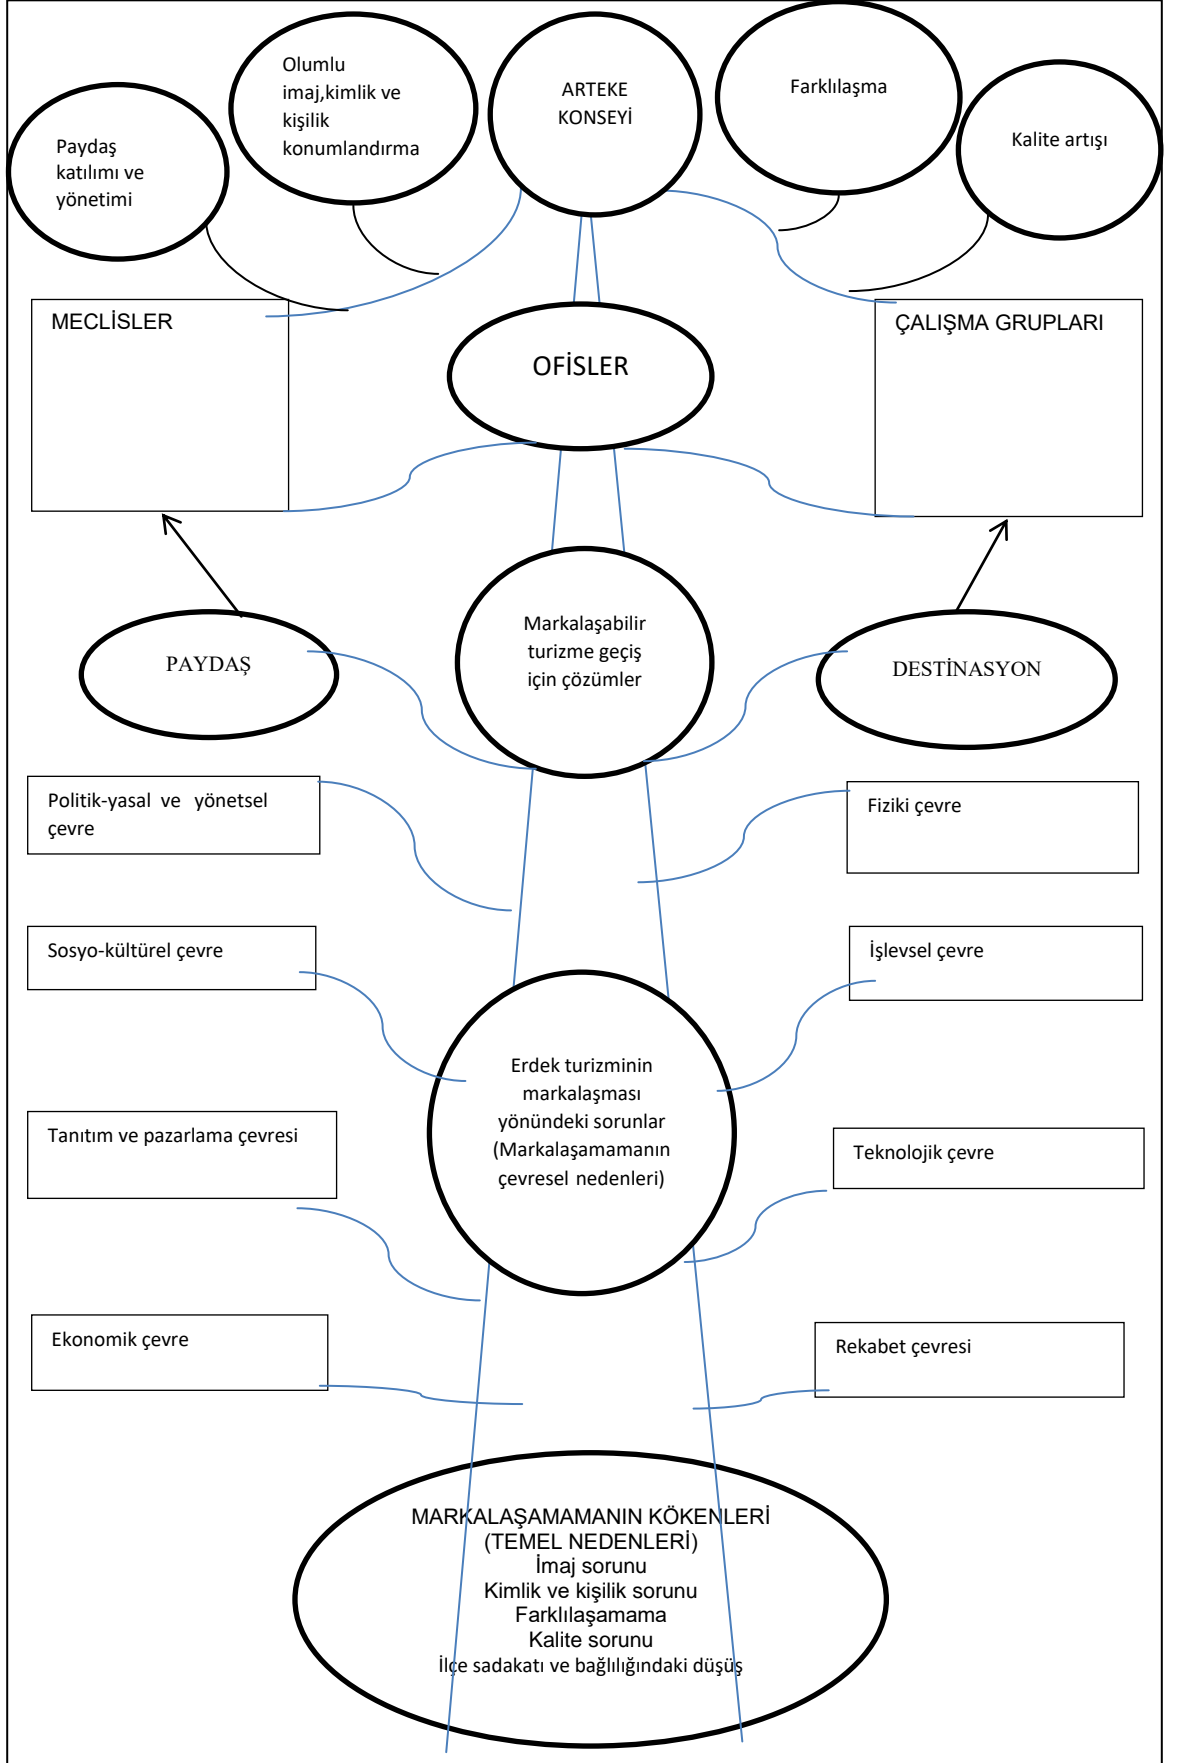 Paydaş
katılımı ve
yönetimi
Olumlu
imaj,kimlik ve
kişilik
konumlandırma
ARTEKE
KONSEYİ
Farklılaşma
Kalite artışı
MECLİSLER
OFİSLER
ÇALIŞMA GRUPLARI
PAYDAŞ
Markalaşabilir
turizme geçiş
için çözümler
DESTİNASYON
Politik-yasal ve yönetsel
çevre
Fiziki çevre
Sosyo-kültürel çevre
İşlevsel çevre
Erdek turizminin
markalaşması
yönündeki sorunlar
(Markalaşamamanın
çevresel nedenleri)
Tanıtım ve pazarlama çevresi
Teknolojik çevre
Ekonomik çevre
Rekabet çevresi
MARKALAŞAMAMANIN KÖKENLERİ
(TEMEL NEDENLERİ)
İmaj sorunu
Kimlik ve kişilik sorunu
Farklılaşamama
Kalite sorunu
İlçe sadakatı ve bağlılığındaki düşüş